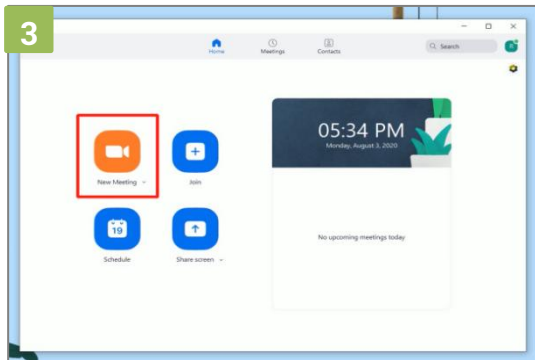 3
Home
Meetings
Contacts
Search
05:34 PM
Monday, August 3, 2020
New Meeting
Join
19
Schedule
Share screen
No upcoming meetings today